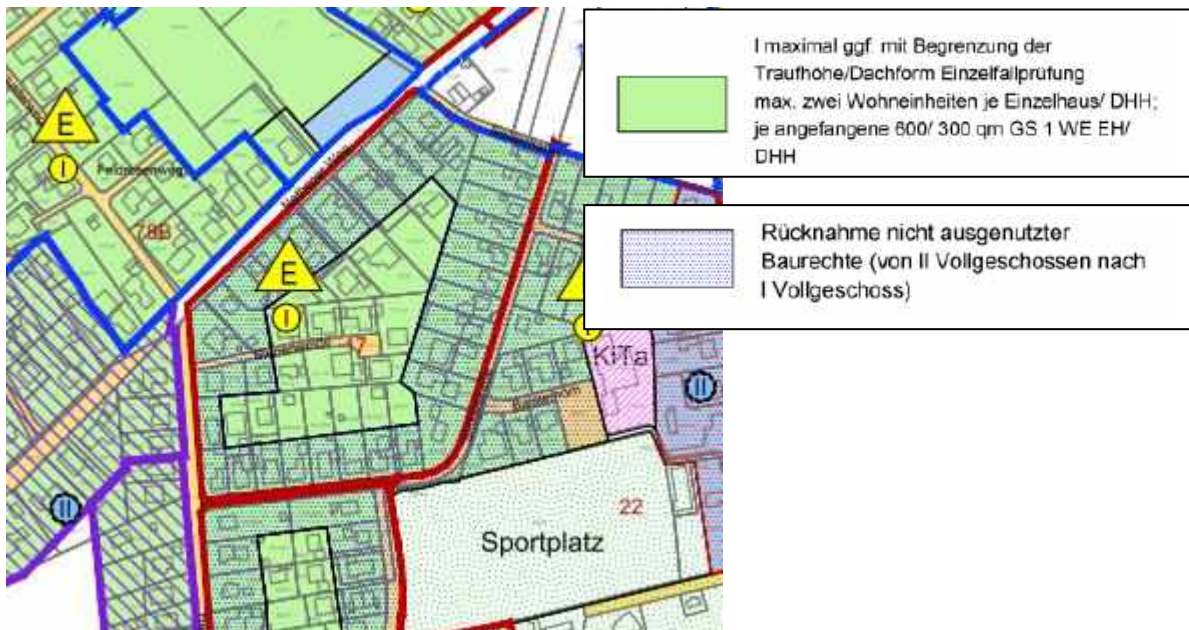 I maximal ggf. mit Begrenzung der
Traufhöhe/Dachform Einzelfallprüfung
max. zwei Wohneinheiten je Einzelhaus/ DHH;
je angefangene 600/ 300 qm GS 1 WE EH/
DHH
Rücknahme nicht ausgenutzter
Baurechte (von II Vollgeschossen nach
I Vollgeschoss)
E
I
78B
E
I
7
KiTa
II
II
22
Sportplatz